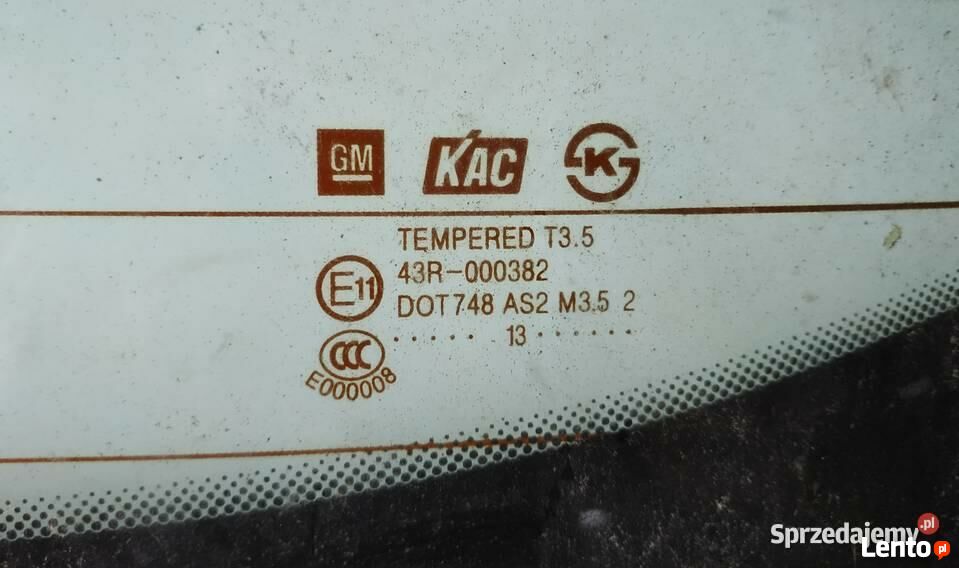 GM KAC K
TEMPERED T3.5
E11 43R-000382
DOT748 AS2 M3.5 2
CCC ····· 13 ·······
E000008
Sprzedajemy.pl
Lento.pl